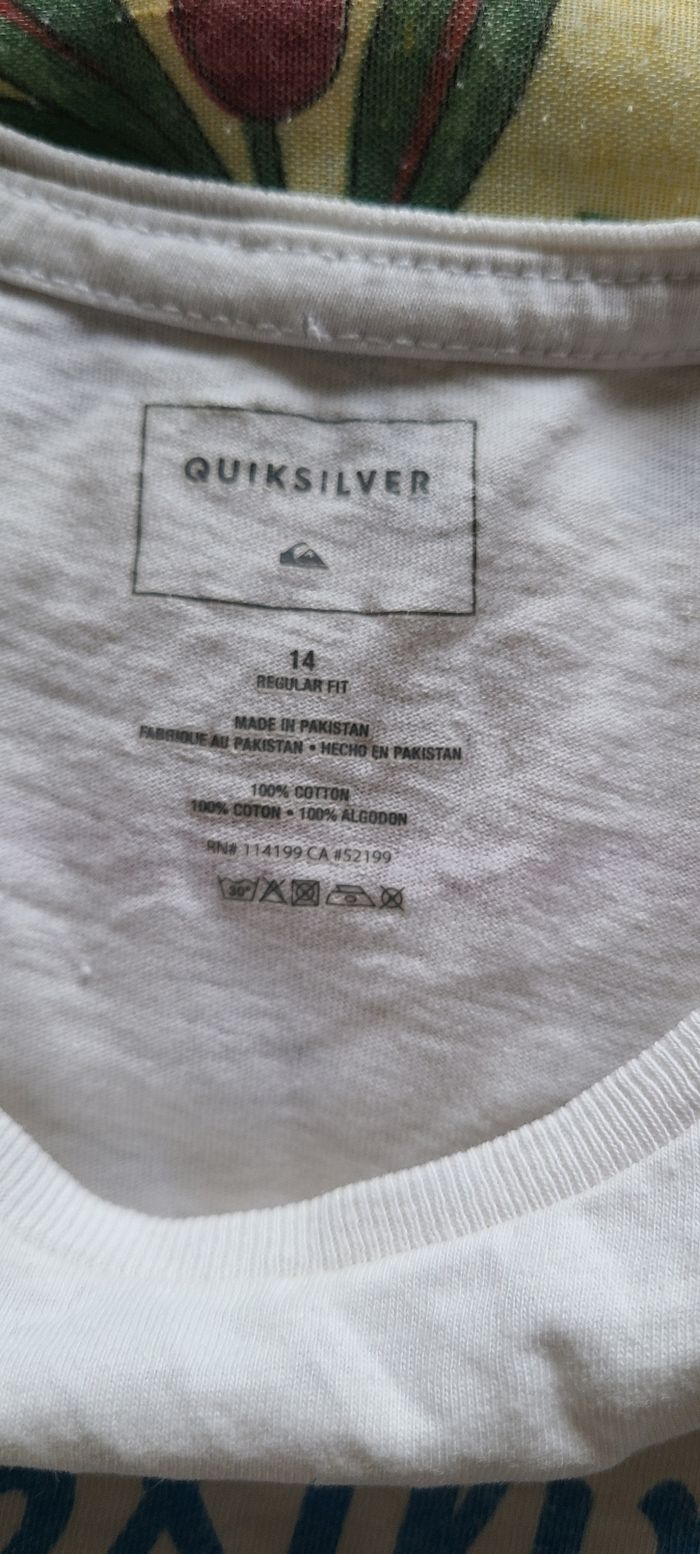 QUIKSILVER
14
REGULAR FIT
MADE IN PAKISTAN
FABRIQUE AU PAKISTAN • HECHO EN PAKISTAN
100% COTTON
100% COTON • 100% ALGODON
RN# 114199 CA #52199
30°